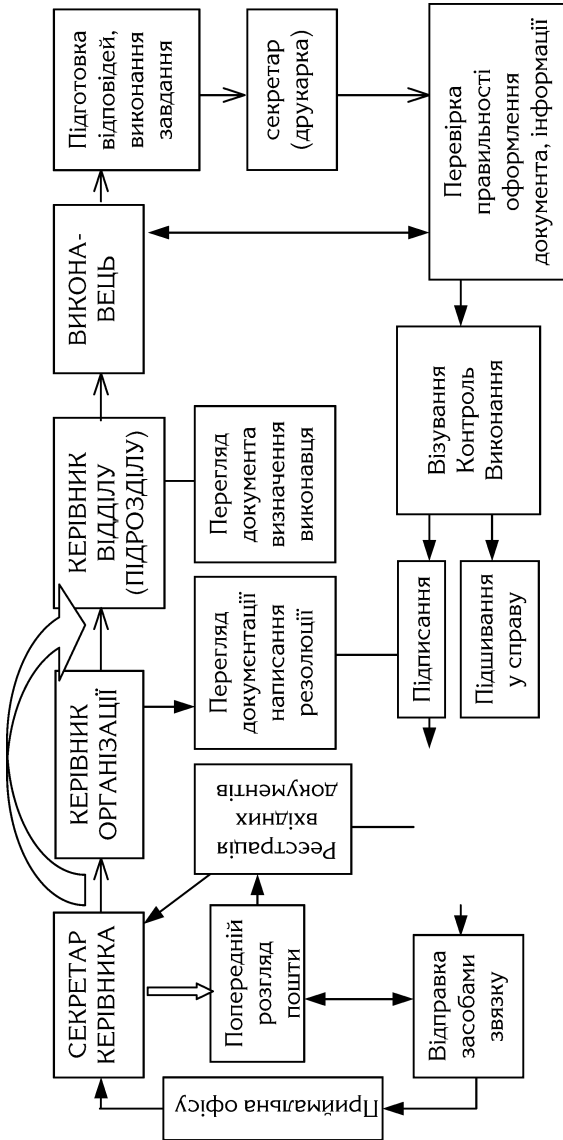 СЕКРЕТАР
КЕРІВНИКА
КЕРІВНИК
ОРГАНІЗАЦІЇ
КЕРІВНИК
ВІДДІЛУ
(ПІДРОЗДІЛУ)
ВИКОНА-
ВЕЦЬ
Підготовка
відповідей,
виконання
завдання
Приймальна офісу
Попередній
розгляд
пошти
Реєстрація
вхідних
документів
Перегляд
документації
написання
резолюції
Перегляд
документа
визначення
виконавця
секретар
(друкарка)
Відправка
засобами
звязку
Підписання
Підшивання
у справу
Візування
Контроль
Виконання
Перевірка
правильності
оформлення
документа, інформації